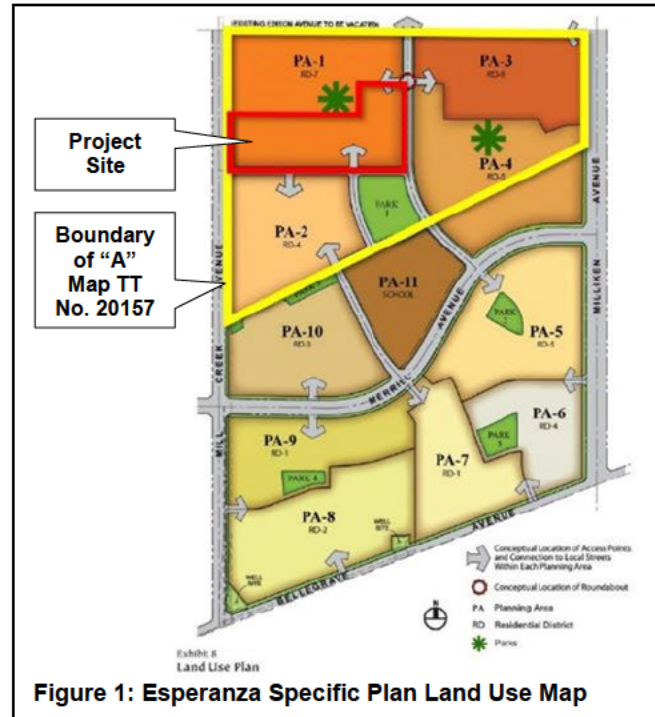 (EXISTING EDISON AVENUE TO BE VACATED)
PA-1
RD-7
PA-3
RD-8
Project
Site
PA-4
PARK
PA-2
RD-4
Boundary
of “A”
Map TT
No. 20157
PA-11
SCHOOL
AVENUE
MILLIKEN
AVENUE
PA-10
RD-3
PARK
2
PA-5
AVENUE
CREEK
MILL
MERRILL
PA-6
RD-4
PA-9
RD-1
PARK
3
PA-7
RD-1
PARK 4
PA-8
RD-2
WELL
SITE
WELL
SITE
BELLEGRAVE
AVENUE
Conceptual Location of Access Points
and Connection to Local Streets
Within Each Planning Area
Conceptual Location of Roundabout
N
PA Planning Area
RD Residential District
Parks
Exhibit 8
Land Use Plan
Figure 1: Esperanza Specific Plan Land Use Map